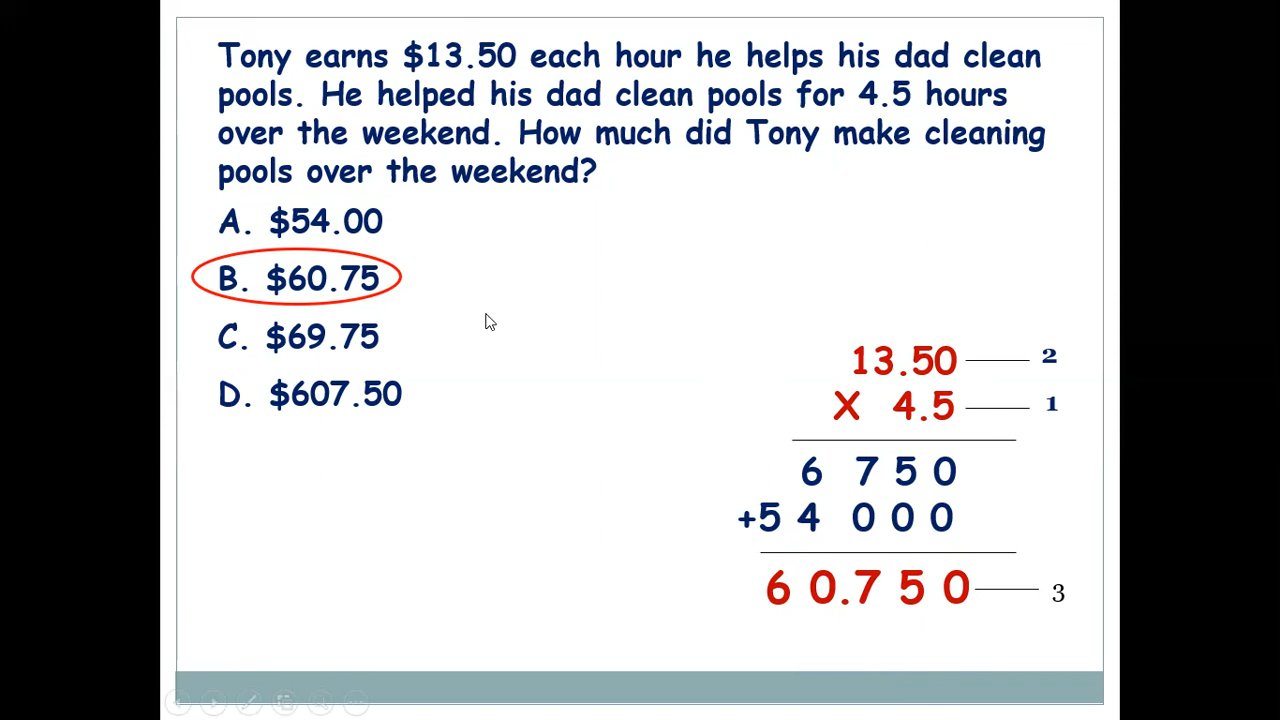 Tony earns $13.50 each hour he helps his dad clean
pools. He helped his dad clean pools for 4.5 hours
over the weekend. How much did Tony make cleaning
pools over the weekend?
A. $54.00
B. $60.75
C. $69.75
D. $607.50
13.50 2
X 4.5 1
6 7 5 0
+5 4 0 0 0
6 0.7 5 0 3